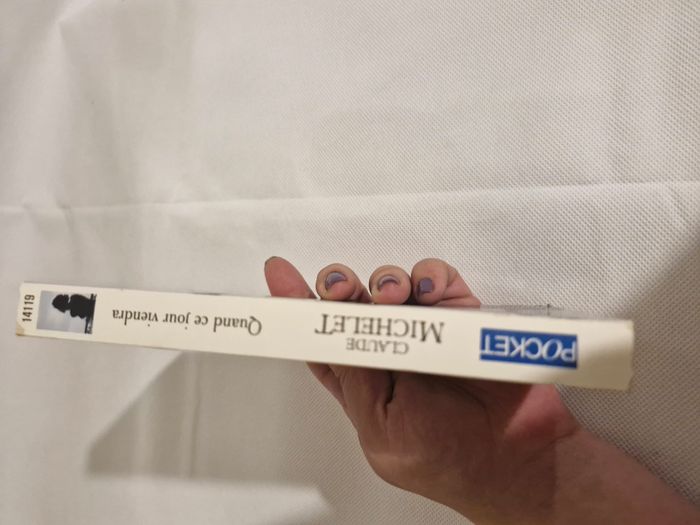 POCKET
CLAUDE
MICHELET
Quand ce jour viendra
14119